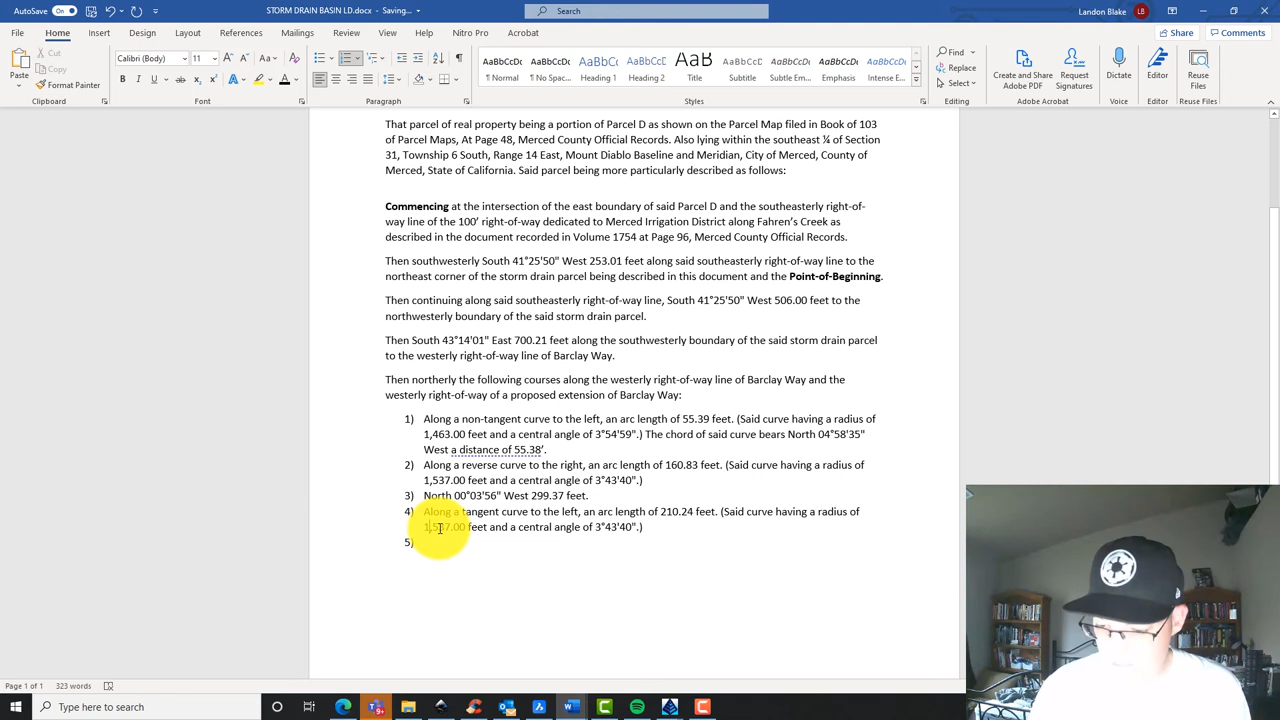 AutoSave On STORM DRAIN BASIN LD.docx - Saving... Search Landon Blake LB
File Home Insert Draw Design Layout References Mailings Review View Help Nitro Pro Acrobat Share Comments
Cut Calibri (Body) 11 Aa AaBbCcDc AaBbCcDc AaBbCc AaBbCcD AaB AaBbCcD AaBbCcDc AaBbCcDc AaBbCcDc Find
Paste Copy ¶ Normal ¶ No Spac... Heading 1 Heading 2 Title Subtitle Subtle Em... Emphasis Intense E... Replace Create and Share Adobe PDF Request Signatures Dictate Editor Reuse Files
Format Painter Select
Clipboard Font Paragraph Styles Editing Adobe Acrobat Voice Editor Reuse Files
That parcel of real property being a portion of Parcel D as shown on the Parcel Map filed in Book of 103
of Parcel Maps, At Page 48, Merced County Official Records. Also lying within the southeast ¼ of Section
31, Township 6 South, Range 14 East, Mount Diablo Baseline and Meridian, City of Merced, County of
Merced, State of California. Said parcel being more particularly described as follows:
Commencing at the intersection of the east boundary of said Parcel D and the southeasterly right-of-
way line of the 100’ right-of-way dedicated to Merced Irrigation District along Fahren’s Creek as
described in the document recorded in Volume 1754 at Page 96, Merced County Official Records.
Then southwesterly South 41°25'50" West 253.01 feet along said southeasterly right-of-way line to the
northeast corner of the storm drain parcel being described in this document and the Point-of-Beginning.
Then continuing along said southeasterly right-of-way line, South 41°25'50" West 506.00 feet to the
northwesterly boundary of the said storm drain parcel.
Then South 43°14'01" East 700.21 feet along the southwesterly boundary of the said storm drain parcel
to the westerly right-of-way line of Barclay Way.
Then northerly the following courses along the westerly right-of-way line of Barclay Way and the
westerly right-of-way of a proposed extension of Barclay Way:
1) Along a non-tangent curve to the left, an arc length of 55.39 feet. (Said curve having a radius of
1,463.00 feet and a central angle of 3°54'59".) The chord of said curve bears North 04°58'35"
West a distance of 55.38’.
2) Along a reverse curve to the right, an arc length of 160.83 feet. (Said curve having a radius of
1,537.00 feet and a central angle of 3°43'40".)
3) North 00°03'56" West 299.37 feet.
4) Along a tangent curve to the left, an arc length of 210.24 feet. (Said curve having a radius of
1,537.00 feet and a central angle of 3°43'40".)
5)
Page 1 of 1 323 words
Type here to search